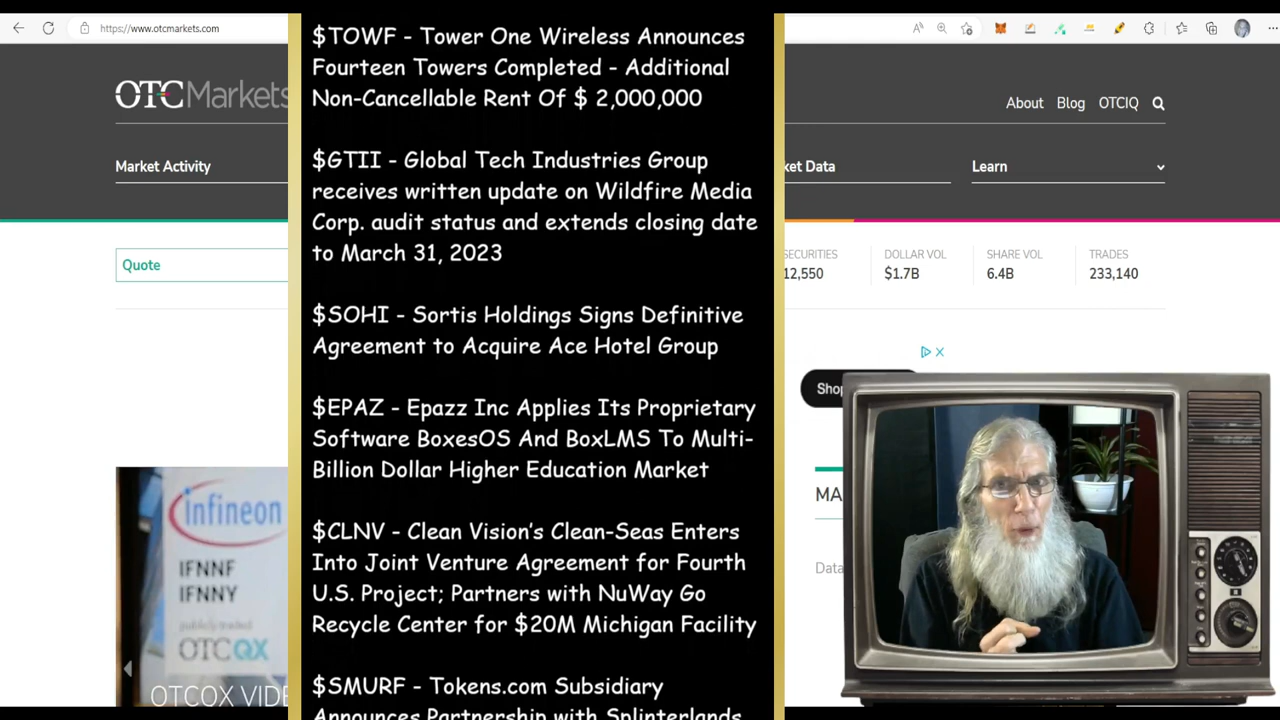 https://www.otcmarkets.com
OTCMarkets
About
Blog
OTCIQ
Market Activity
ket Data
Learn
$TOWF - Tower One Wireless Announces
Fourteen Towers Completed - Additional
Non-Cancellable Rent Of $ 2,000,000
$GTII - Global Tech Industries Group
receives written update on Wildfire Media
Corp. audit status and extends closing date
to March 31, 2023
$SOHI - Sortis Holdings Signs Definitive
Agreement to Acquire Ace Hotel Group
$EPAZ - Epazz Inc Applies Its Proprietary
Software BoxesOS And BoxLMS To Multi-
Billion Dollar Higher Education Market
$CLNV - Clean Vision's Clean-Seas Enters
Into Joint Venture Agreement for Fourth
U.S. Project; Partners with NuWay Go
Recycle Center for $20M Michigan Facility
$SMURF - Tokens.com Subsidiary
Announces Partnership with Splinterlands
Quote
SECURITIES
12,550
DOLLAR VOL
$1.7B
SHARE VOL
6.4B
TRADES
233,140
Shop
MA
Data
infineon
IFNNF
IFNNY
publicly traded
OTCQX
OTCQX VIDE